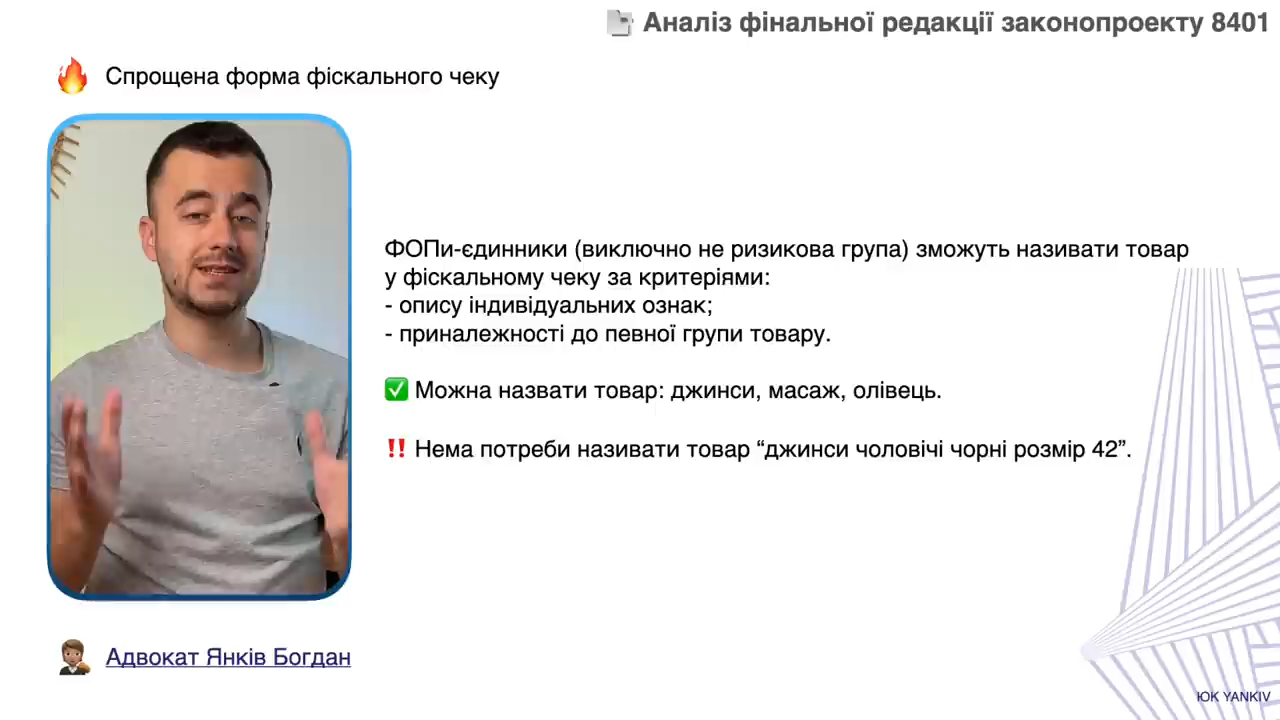 Аналіз фінальної редакції законопроекту 8401
Спрощена форма фіскального чеку
ФОПи-єдинники (виключно не ризикова група) зможуть називати товар
у фіскальному чеку за критеріями:
- опису індивідуальних ознак;
- приналежності до певної групи товару.
✅ Можна назвати товар: джинси, масаж, олівець.
‼️ Нема потреби називати товар “джинси чоловічі чорні розмір 42”.
Адвокат Янків Богдан
ЮК YANKIV